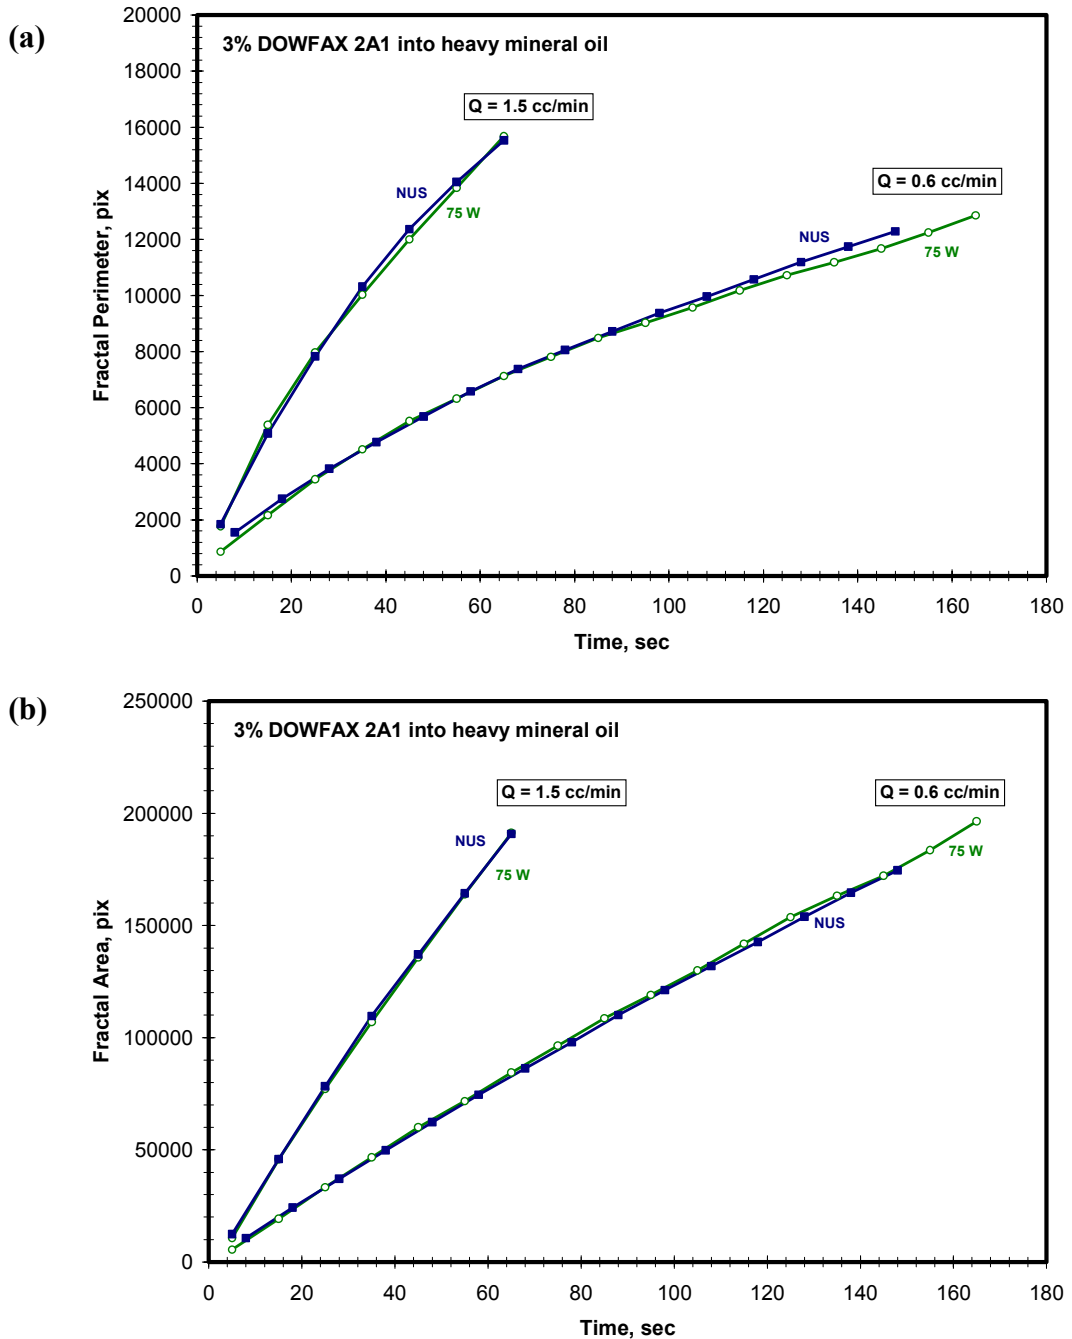 (a)
3% DOWFAX 2A1 into heavy mineral oil
Q = 1.5 cc/min
Q = 0.6 cc/min
NUS
75 W
NUS
75 W
Fractal Perimeter, pix
20000
18000
16000
14000
12000
10000
8000
6000
4000
2000
0
0 20 40 60 80 100 120 140 160 180
Time, sec
(b)
3% DOWFAX 2A1 into heavy mineral oil
Q = 1.5 cc/min
Q = 0.6 cc/min
NUS
75 W
75 W
NUS
Fractal Area, pix
250000
200000
150000
100000
50000
0
0 20 40 60 80 100 120 140 160 180
Time, sec